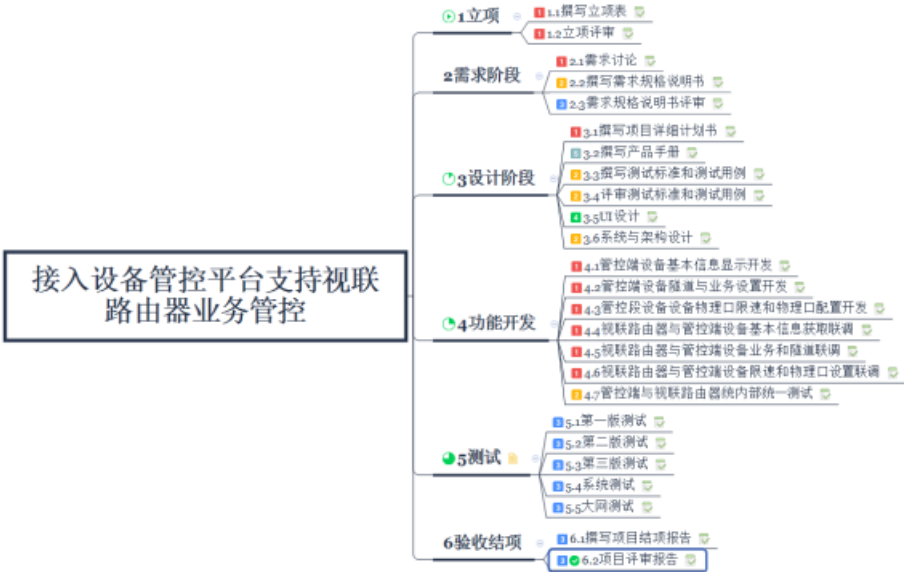 接入设备管控平台支持视联
路由器业务管控
1立项
1.1撰写立项表
1.2立项评审
2需求阶段
2.1需求讨论
2.2撰写需求规格说明书
2.3需求规格说明书评审
3设计阶段
3.1撰写项目详细计划书
3.2撰写产品手册
3.3撰写测试标准和测试用例
3.4评审测试标准和测试用例
3.5UI设计
3.6系统与架构设计
4功能开发
4.1管控端设备基本信息显示开发
4.2管控端设备隧道与业务设置开发
4.3管控段设备设备物理口限速和物理口配置开发
4.4视联路由器与管控端设备基本信息获取联调
4.5视联路由器与管控端设备业务和隧道联调
4.6视联路由器与管控端设备限速和物理口设置联调
4.7管控端与视联路由器统内部统一测试
5测试
5.1第一版测试
5.2第二版测试
5.3第三版测试
5.4系统测试
5.5大网测试
6验收结项
6.1撰写项目结项报告
6.2项目评审报告